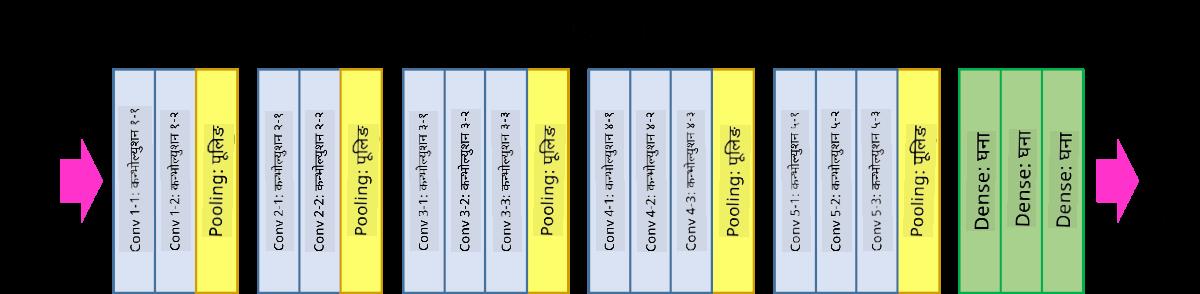 Conv 1-1: कन्भोल्युशन १-१
Conv 1-2: कन्भोल्युशन १-२
Pooling: पूलिङ
Conv 2-1: कन्भोल्युशन २-१
Conv 2-2: कन्भोल्युशन २-२
Pooling: पूलिङ
Conv 3-1: कन्भोल्युशन ३-१
Conv 3-2: कन्भोल्युशन ३-२
Conv 3-3: कन्भोल्युशन ३-३
Pooling: पूलिङ
Conv 4-1: कन्भोल्युशन ४-१
Conv 4-2: कन्भोल्युशन ४-२
Conv 4-3: कन्भोल्युशन ४-३
Pooling: पूलिङ
Conv 5-1: कन्भोल्युशन ५-१
Conv 5-2: कन्भोल्युशन ५-२
Conv 5-3: कन्भोल्युशन ५-३
Pooling: पूलिङ
Dense: घना
Dense: घना
Dense: घना